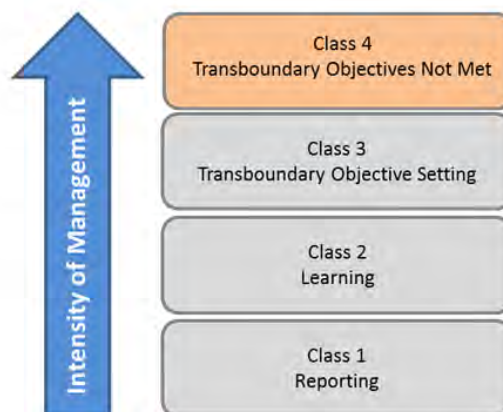 Intensity of Management
Class 4
Transboundary Objectives Not Met
Class 3
Transboundary Objective Setting
Class 2
Learning
Class 1
Reporting